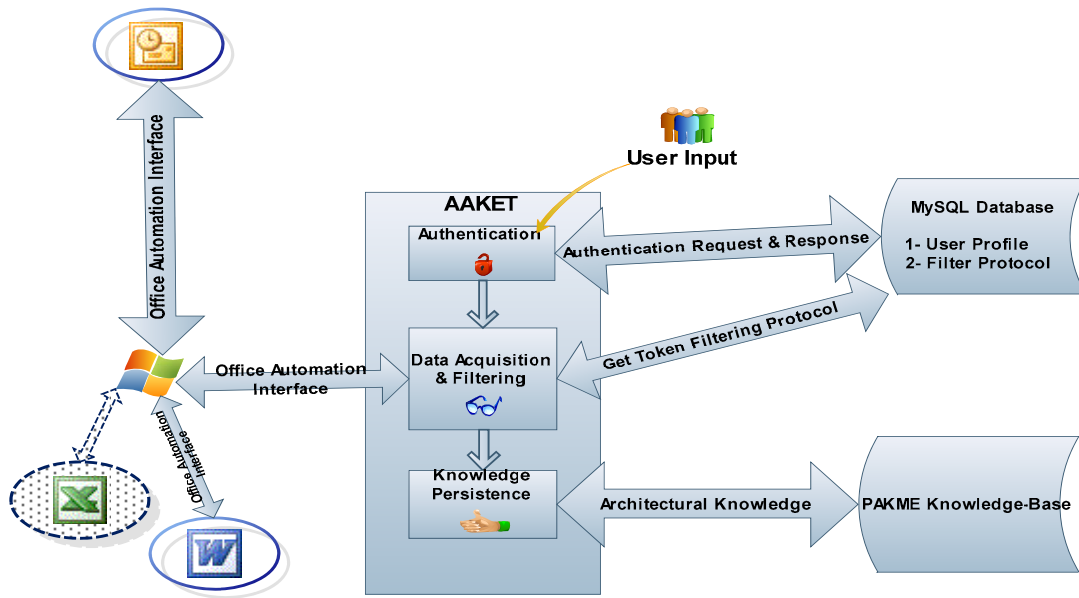 Office Automation Interface
User Input
AAKET
Authentication
Authentication Request & Response
MySQL Database
1- User Profile
2- Filter Protocol
Get Token Filtering Protocol
Office Automation
Interface
Data Acquisition
& Filtering
Office Automation
Interface
Knowledge
Persistence
Architectural Knowledge
PAKME Knowledge-Base
W